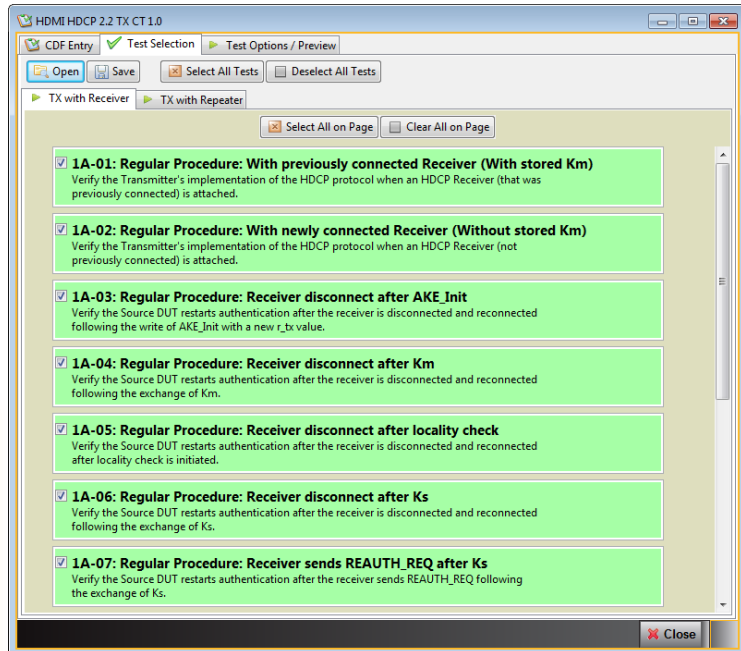 HDMI HDCP 2.2 TX CT 1.0
CDF Entry Test Selection Test Options / Preview
Open Save Select All Tests Deselect All Tests
TX with Receiver TX with Repeater
Select All on Page Clear All on Page
1A-01: Regular Procedure: With previously connected Receiver (With stored Km)
Verify the Transmitter's implementation of the HDCP protocol when an HDCP Receiver (that was
previously connected) is attached.
1A-02: Regular Procedure: With newly connected Receiver (Without stored Km)
Verify the Transmitter's implementation of the HDCP protocol when an HDCP Receiver (not
previously connected) is attached.
1A-03: Regular Procedure: Receiver disconnect after AKE_Init
Verify the Source DUT restarts authentication after the receiver is disconnected and reconnected
following the write of AKE_Init with a new r_tx value.
1A-04: Regular Procedure: Receiver disconnect after Km
Verify the Source DUT restarts authentication after the receiver is disconnected and reconnected
following the exchange of Km.
1A-05: Regular Procedure: Receiver disconnect after locality check
Verify the Source DUT restarts authentication after the receiver is disconnected and reconnected
after locality check is initiated.
1A-06: Regular Procedure: Receiver disconnect after Ks
Verify the Source DUT restarts authentication after the receiver is disconnected and reconnected
following the exchange of Ks.
1A-07: Regular Procedure: Receiver sends REAUTH_REQ after Ks
Verify the Source DUT restarts authentication after the receiver sends REAUTH_REQ following
the exchange of Ks.
Close